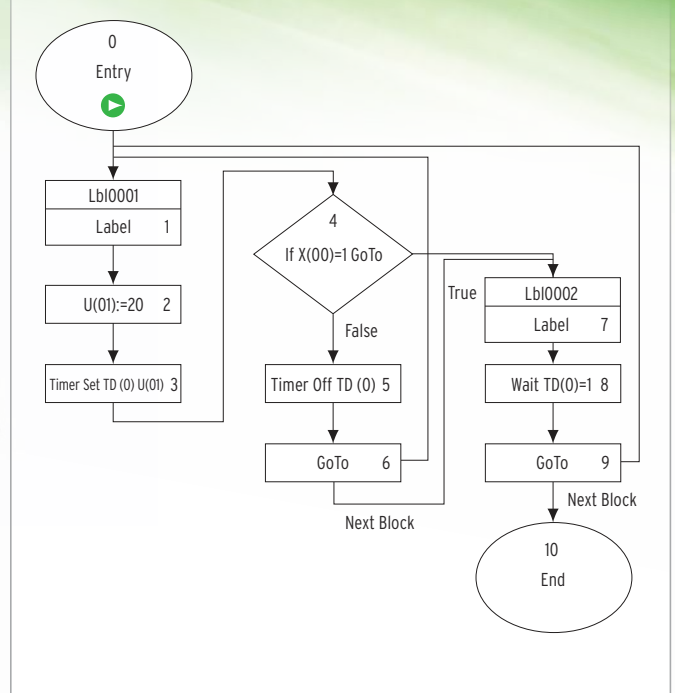 0
Entry
Lbl0001
Label 1
U(01):=20 2
Timer Set TD (0) U(01) 3
4
If X(00)=1 GoTo
True
False
Timer Off TD (0) 5
GoTo 6
Next Block
Lbl0002
Label 7
Wait TD(0)=1 8
GoTo 9
Next Block
10
End